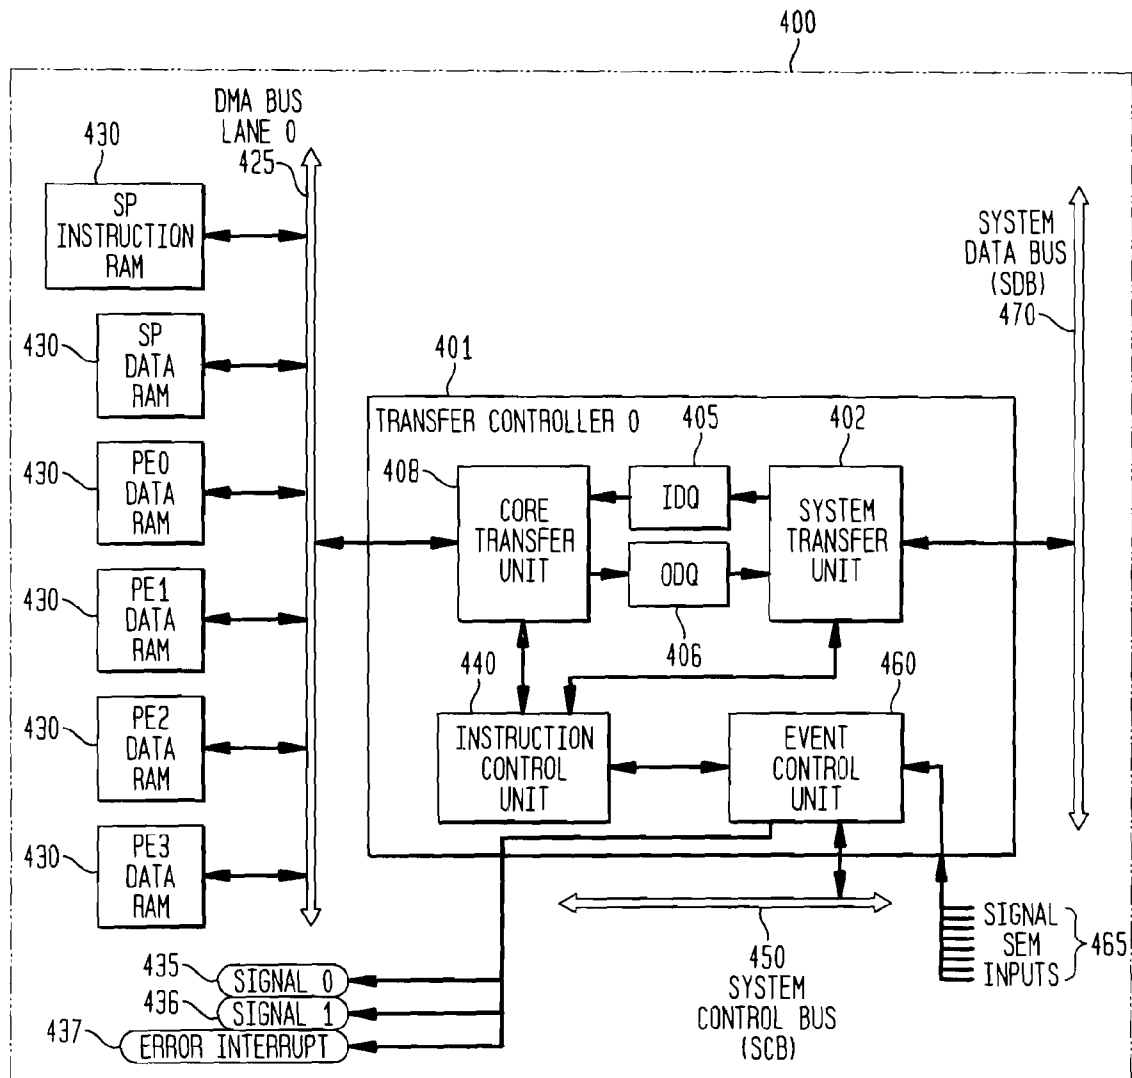 400
DMA BUS
LANE 0
425
430
SP
INSTRUCTION
RAM
SYSTEM
DATA BUS
(SDB)
470
430
SP
DATA
RAM
401
TRANSFER CONTROLLER 0
405
402
408
IDQ
CORE
TRANSFER
UNIT
SYSTEM
TRANSFER
UNIT
ODQ
406
430
PE0
DATA
RAM
430
PE1
DATA
RAM
440
INSTRUCTION
CONTROL
UNIT
460
EVENT
CONTROL
UNIT
430
PE2
DATA
RAM
430
PE3
DATA
RAM
SIGNAL
SEM
INPUTS
465
450
SYSTEM
CONTROL BUS
(SCB)
435
SIGNAL 0
436
SIGNAL 1
437
ERROR INTERRUPT